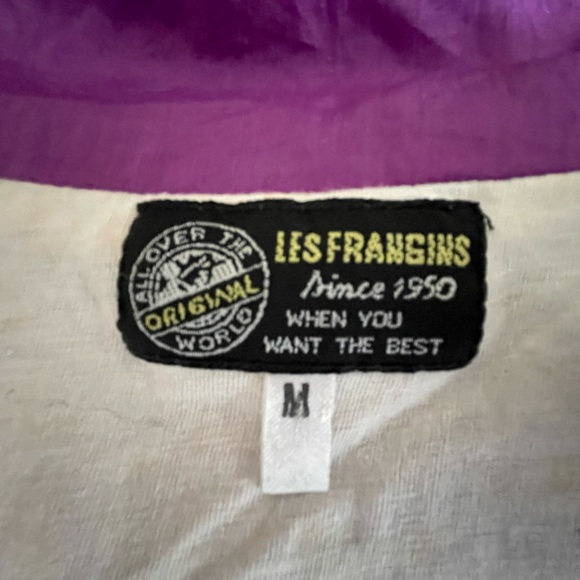 ALL OVER THE
ORIGINAL
WORLD
LES FRANGINS
Since 1950
WHEN YOU
WANT THE BEST
M